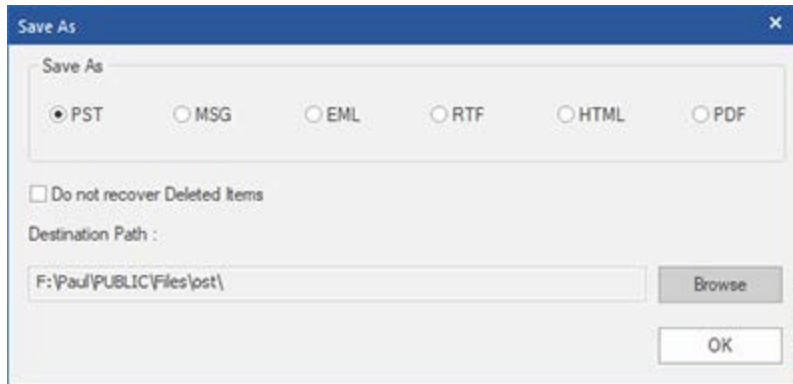 Save As
Save As
PST MSG EML RTF HTML PDF
Do not recover Deleted Items
Destination Path :
F:\Paul\PUBLIC\Files\ost\ Browse
OK